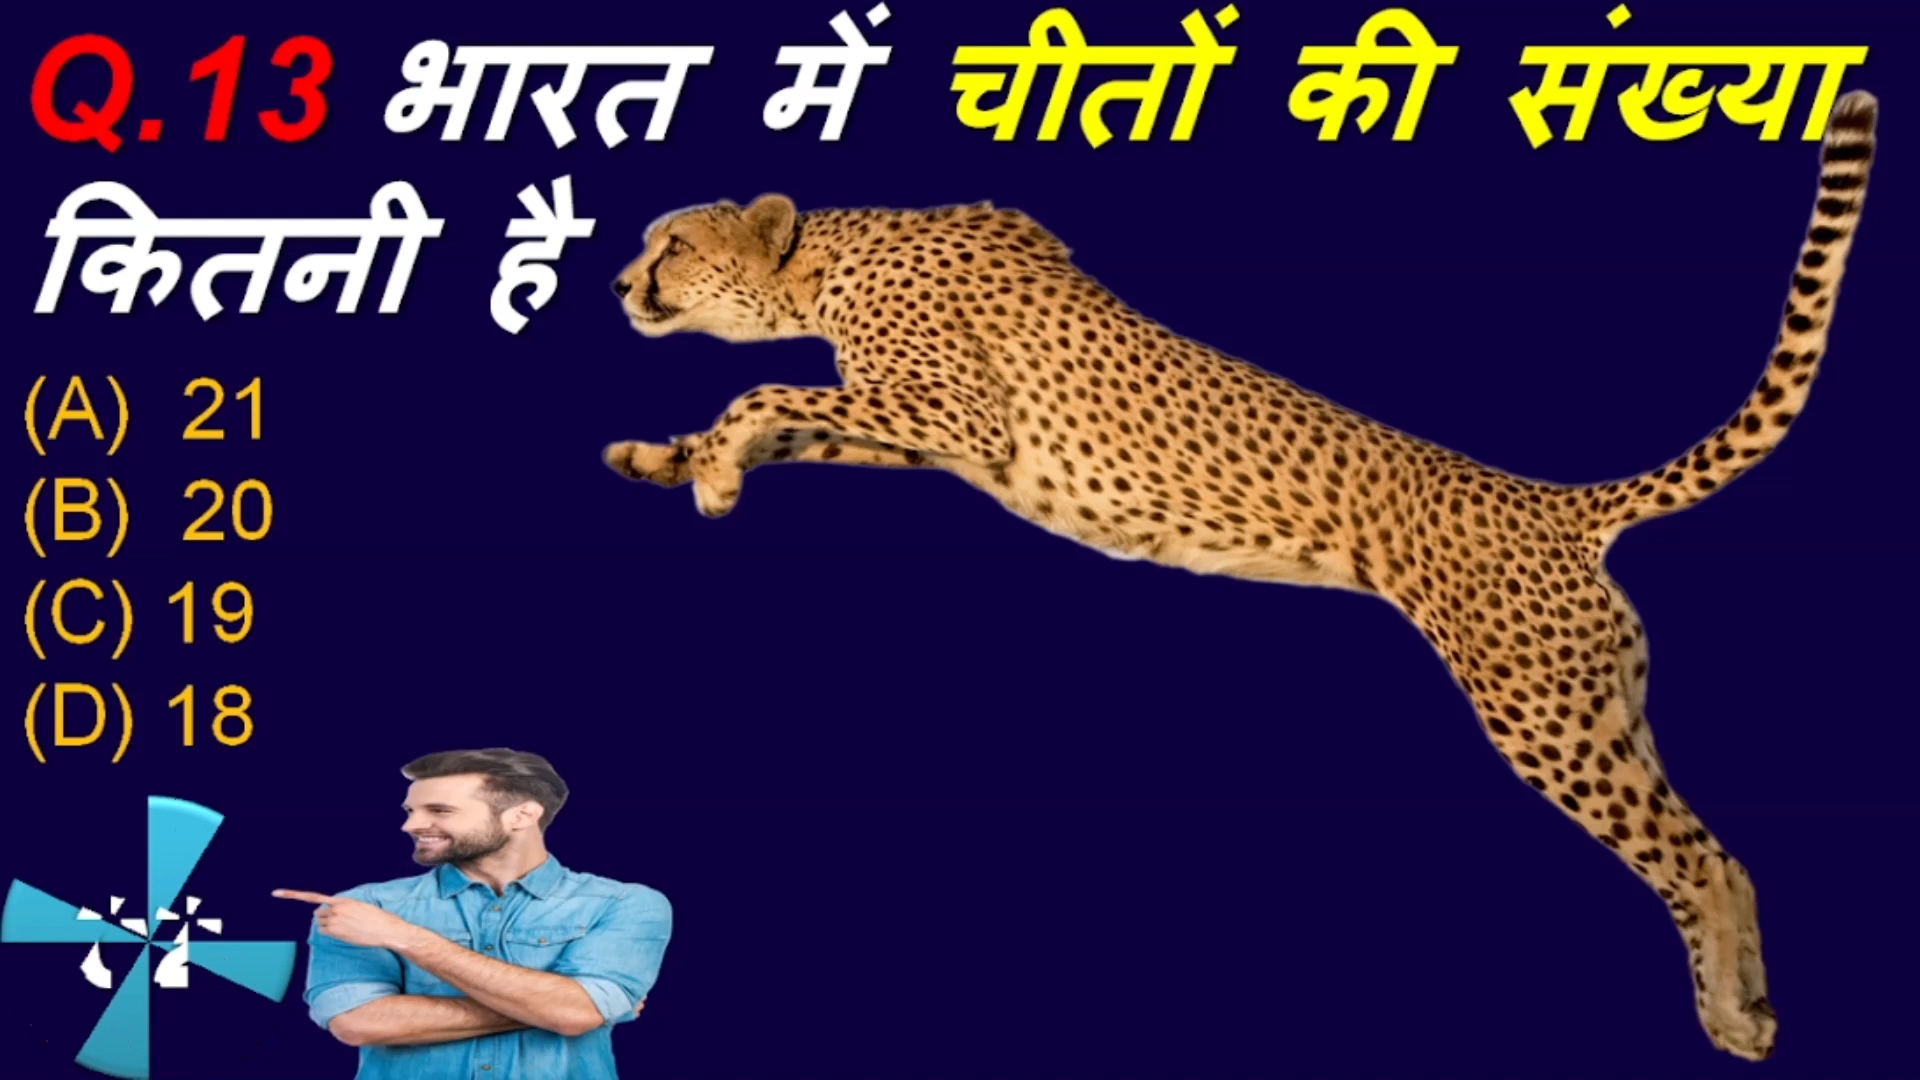 Q.13 भारत में चीतों की संख्या
कितनी है
(A) 21
(B) 20
(C) 19
(D) 18